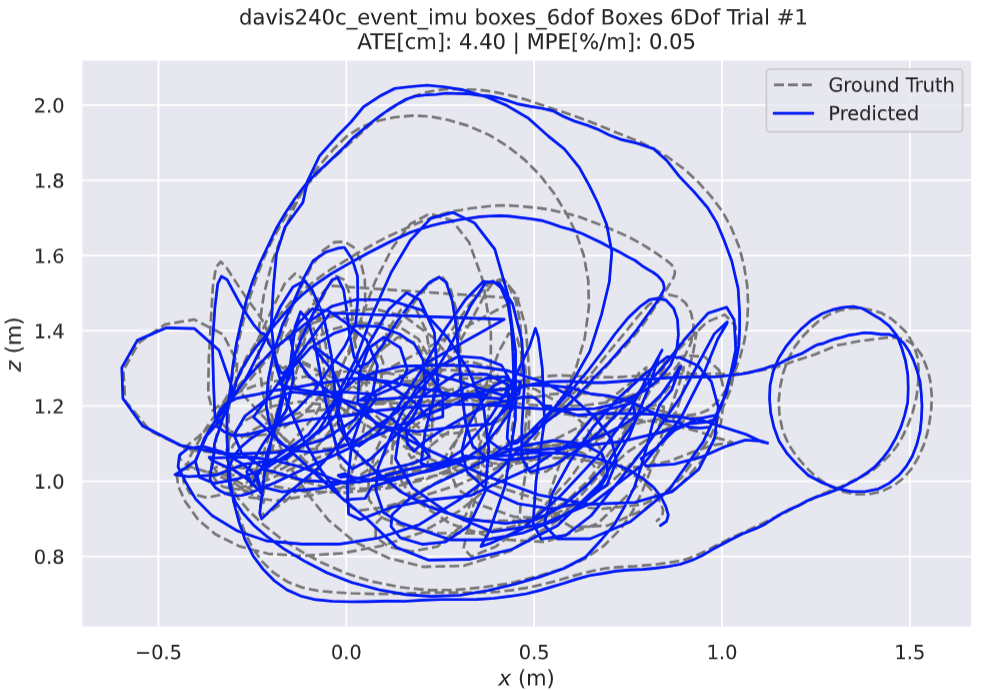 davis240c_event_imu boxes_6dof Boxes 6Dof Trial #1
ATE[cm]: 4.40 | MPE[%/m]: 0.05
Ground Truth
Predicted
2.0
1.8
1.6
1.4
1.2
1.0
0.8
z (m)
−0.5 0.0 0.5 1.0 1.5
x (m)